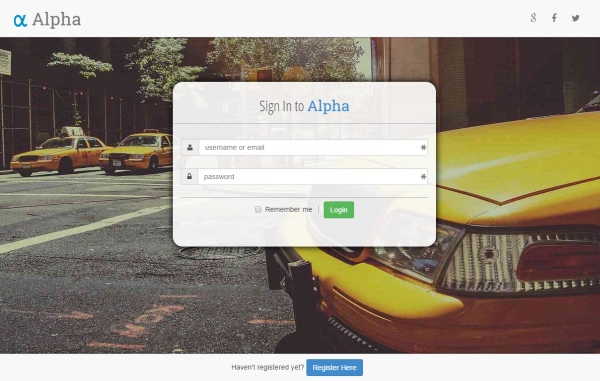 α Alpha
Sign In to Alpha
username or email *
password *
Remember me | Login
Haven't registered yet? Register Here